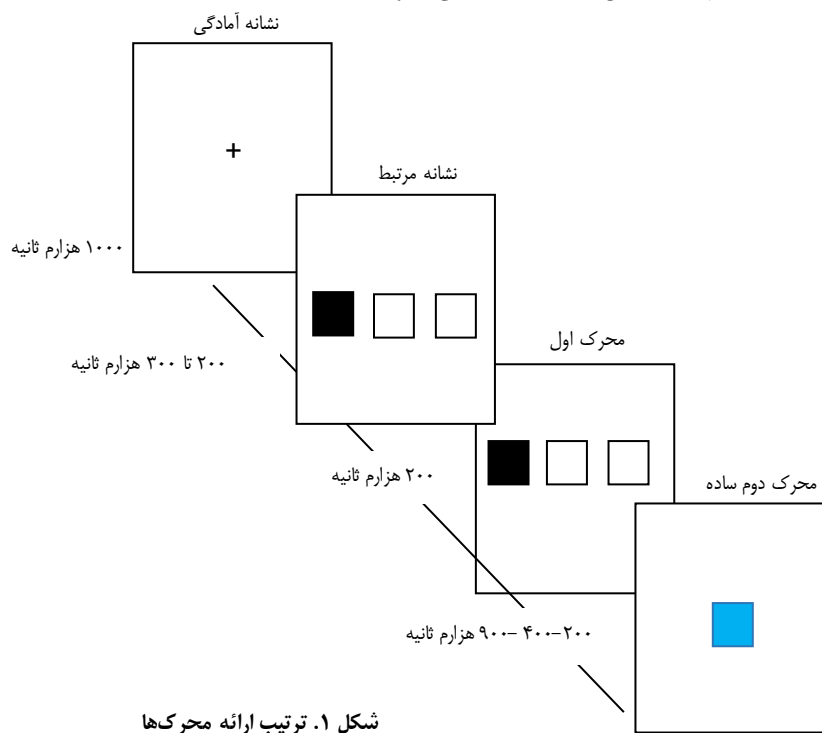 نشانه آمادگی
+
نشانه مرتبط
۱۰۰۰ هزارم ثانیه
محرک اول
۲۰۰ تا ۳۰۰ هزارم ثانیه
۲۰۰ هزارم ثانیه
محرک دوم ساده
۲۰۰-۴۰۰-۹۰۰ هزارم ثانیه
شکل ۱. ترتیب ارائه محرک‌ها